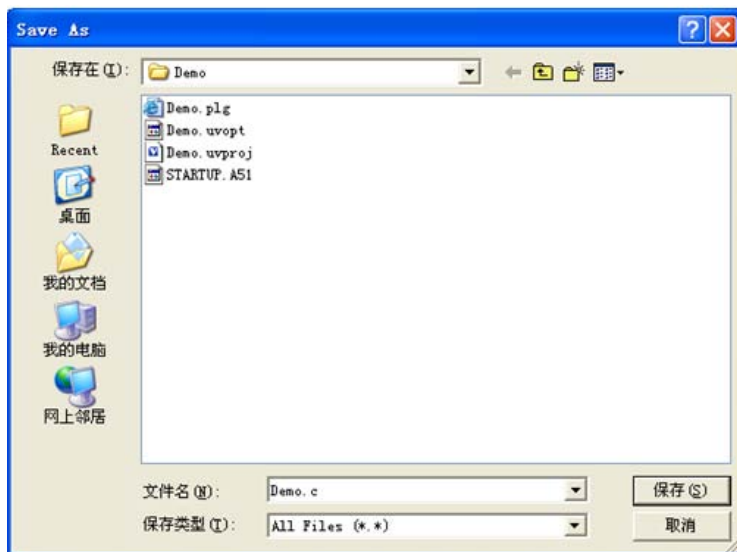 Save As
保存在(I):
Demo
Demo.plg
Demo.uvopt
Demo.uvproj
STARTUP.A51
Recent
桌面
我的文档
我的电脑
网上邻居
文件名(N):
Demo.c
保存(S)
保存类型(T):
All Files (*.*)
取消